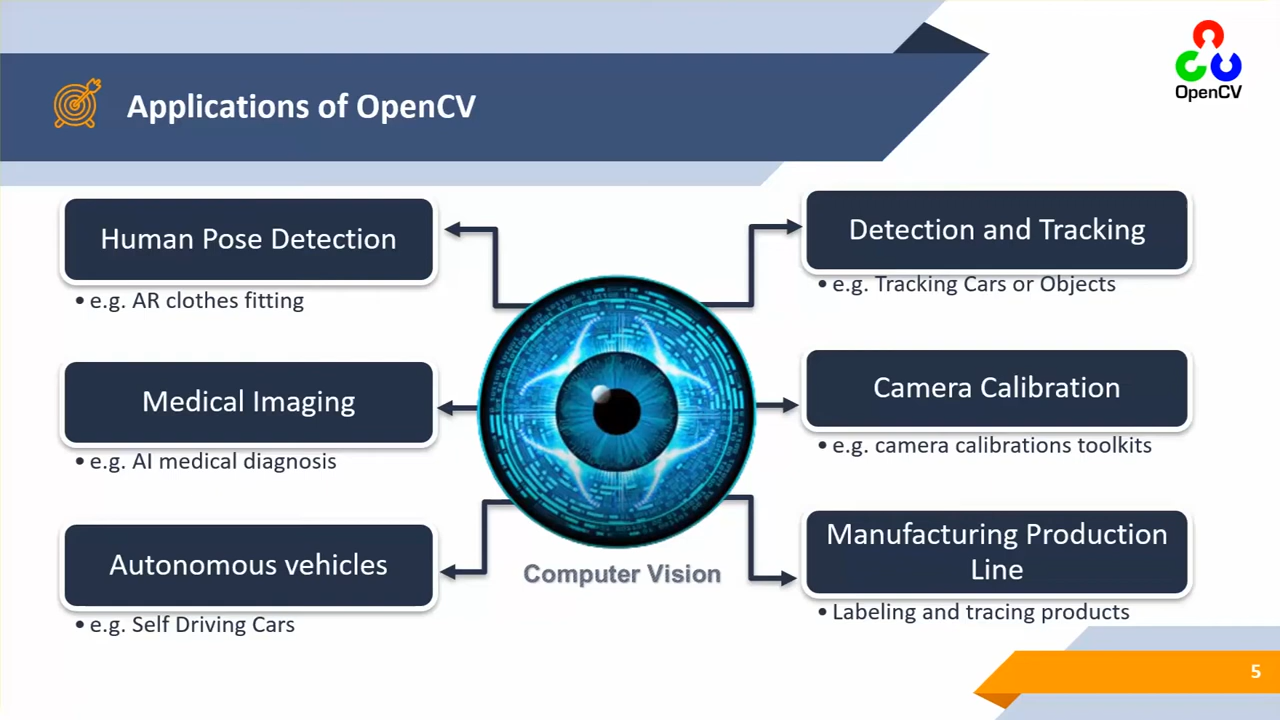 Applications of OpenCV
OpenCV
Human Pose Detection
• e.g. AR clothes fitting
Medical Imaging
• e.g. AI medical diagnosis
Autonomous vehicles
• e.g. Self Driving Cars
Computer Vision
Detection and Tracking
• e.g. Tracking Cars or Objects
Camera Calibration
• e.g. camera calibrations toolkits
Manufacturing Production
Line
• Labeling and tracing products
5